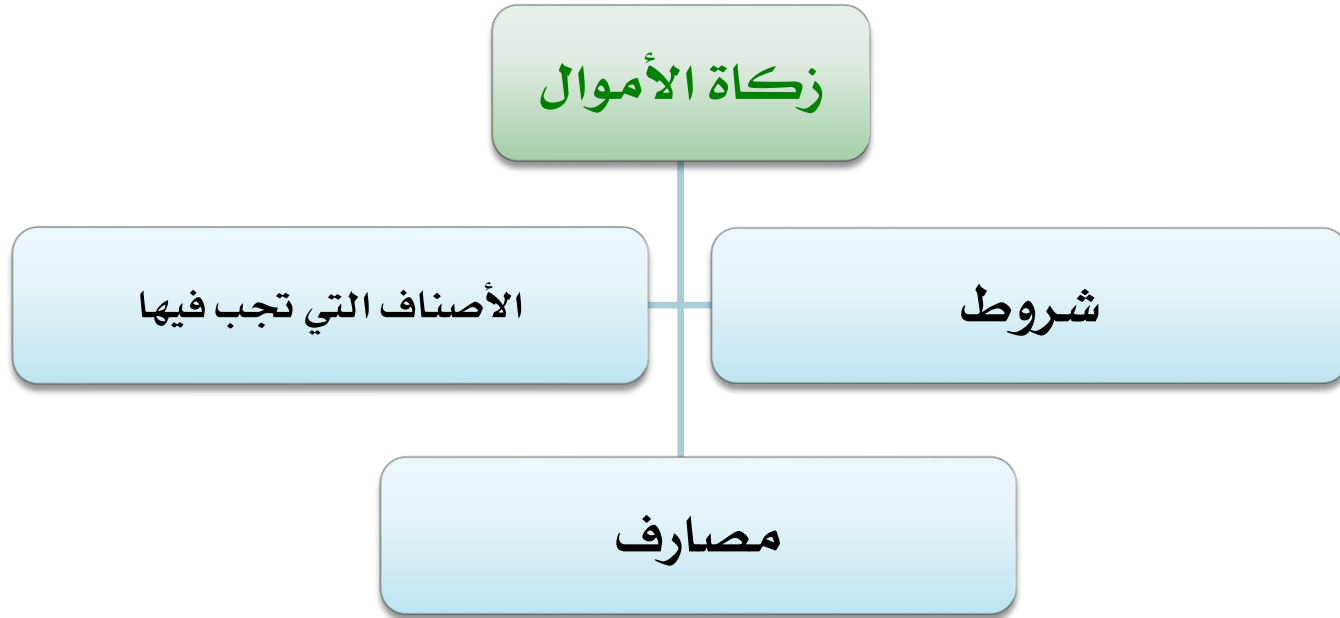 زكاة الأموال
شروط
الأصناف التي تجب فيها
مصارف